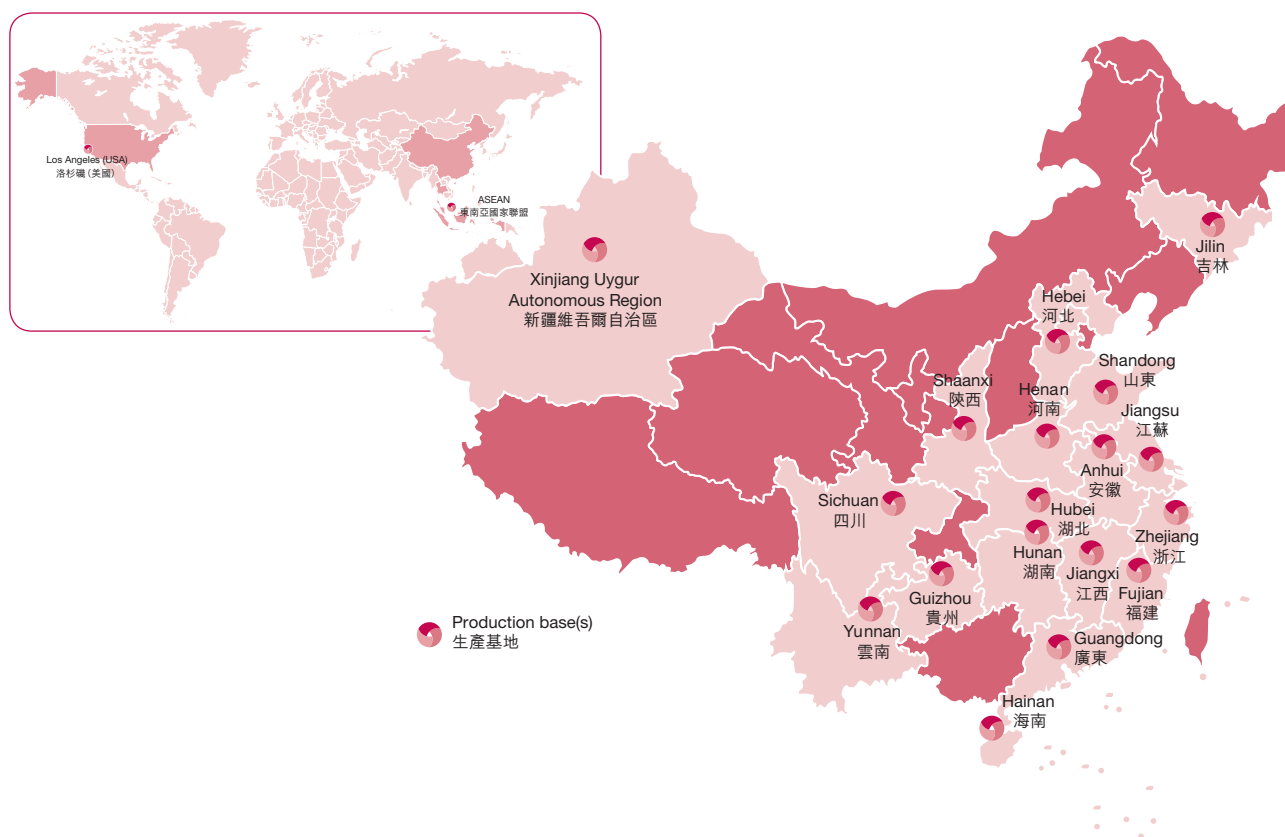 Los Angeles (USA)
洛杉磯（美國）
ASEAN
東南亞國家聯盟
Xinjiang Uygur
Autonomous Region
新疆維吾爾自治區
Jilin
吉林
Hebei
河北
Shandong
山東
Shaanxi
陝西
Henan
河南
Jiangsu
江蘇
Anhui
安徽
Sichuan
四川
Hubei
湖北
Zhejiang
浙江
Hunan
湖南
Jiangxi
江西
Fujian
福建
Guizhou
貴州
Yunnan
雲南
Guangdong
廣東
Hainan
海南
Production base(s)
生產基地